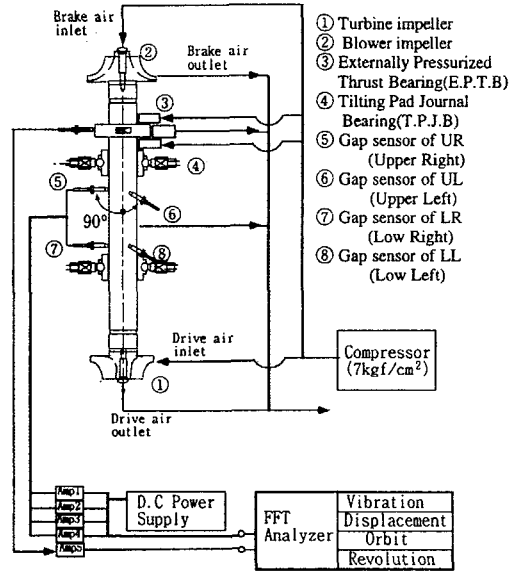 Brake air
inlet
②
Brake air
outlet
③
④
⑤
90°
⑥
⑦
⑧
Drive air
inlet
①
Drive air
outlet
① Turbine impeller
② Blower impeller
③ Externally Pressurized
Thrust Bearing(E.P.T.B)
④ Tilting Pad Journal
Bearing(T.P.J.B)
⑤ Gap sensor of UR
(Upper Right)
⑥ Gap sensor of UL
(Upper Left)
⑦ Gap sensor of LR
(Low Right)
⑧ Gap sensor of LL
(Low Left)
Compressor
(7kgf/cm²)
Amp1
Amp2
Amp3
Amp4
Amp5
D.C Power
Supply
FFT
Analyzer
Vibration
Displacement
Orbit
Revolution